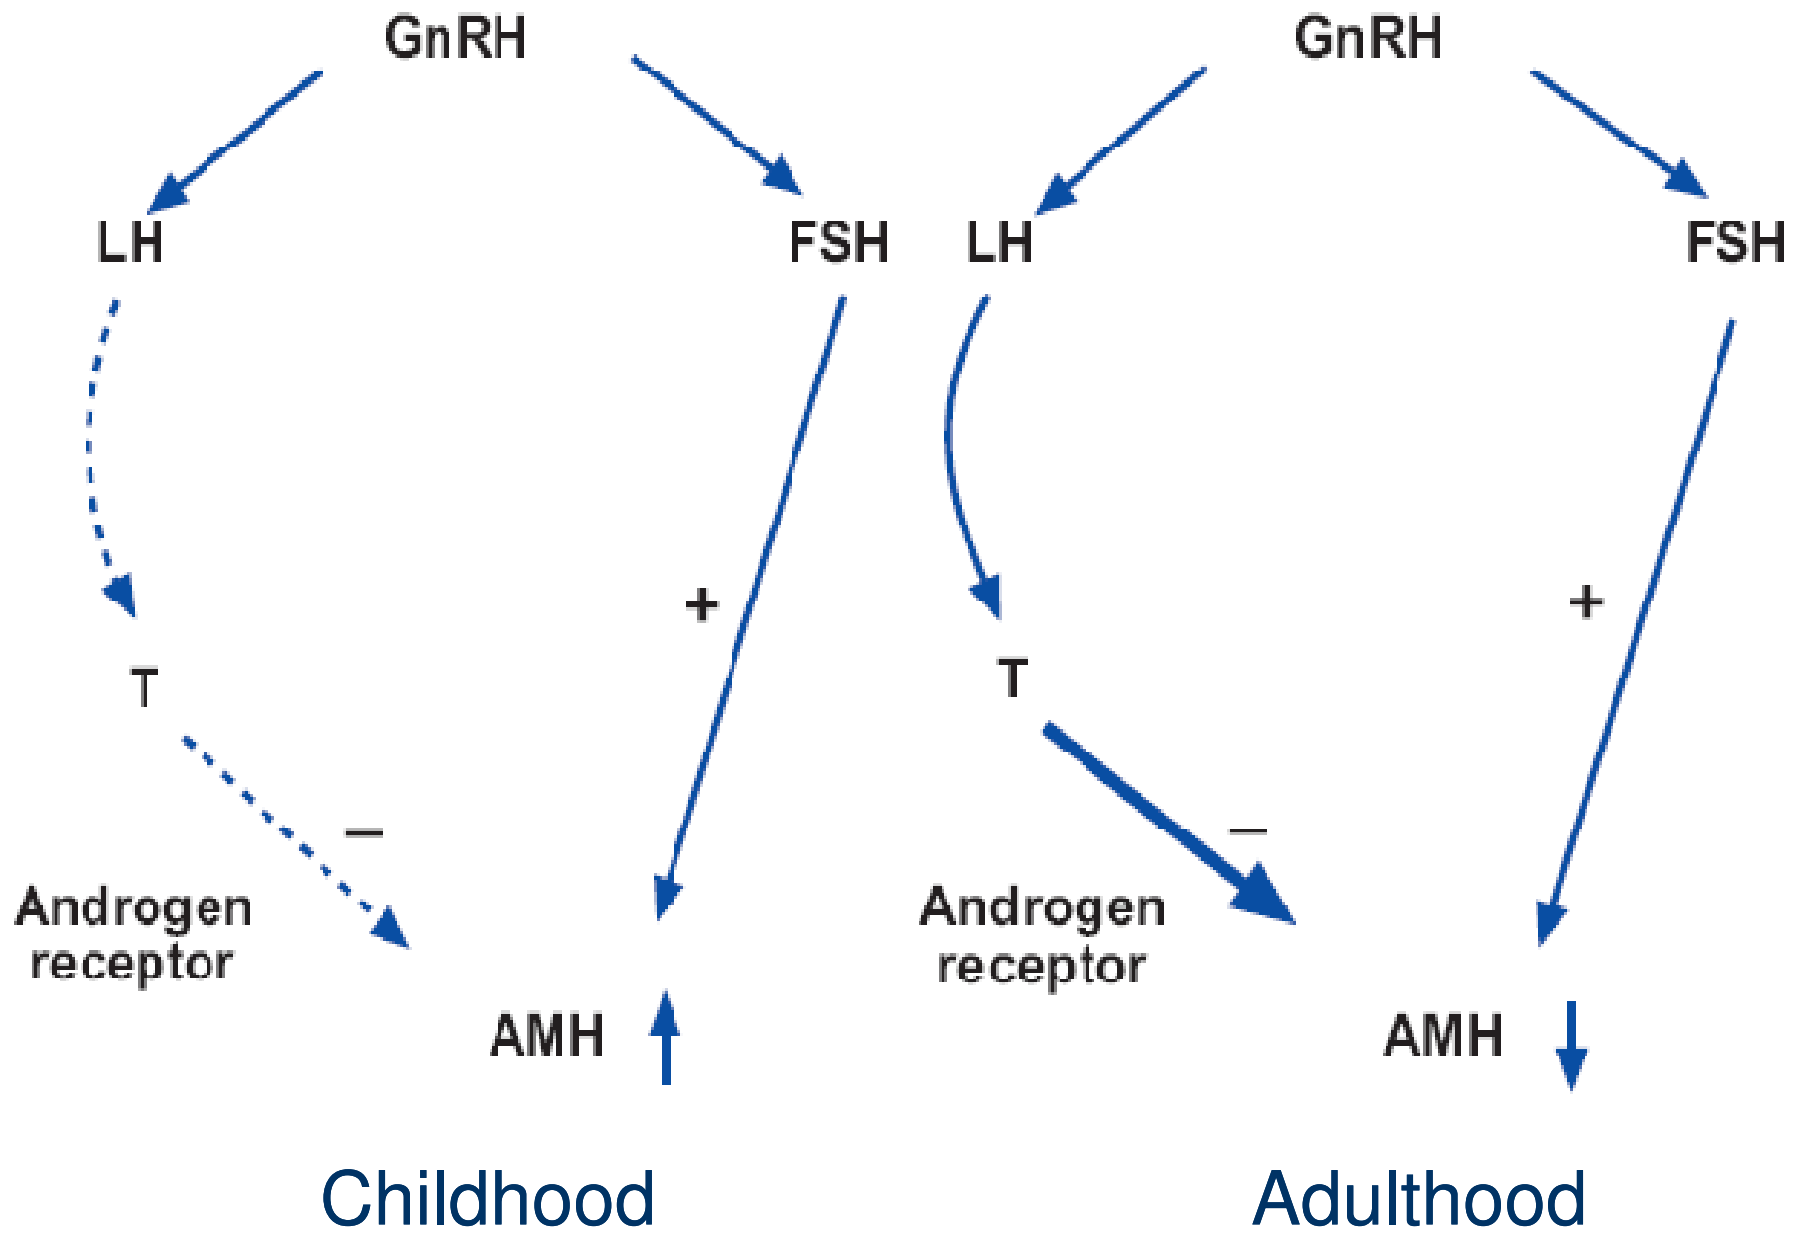 GnRH
LH
FSH
+
T
–
Androgen
receptor
AMH
Childhood
GnRH
LH
FSH
+
T
–
Androgen
receptor
AMH
Adulthood